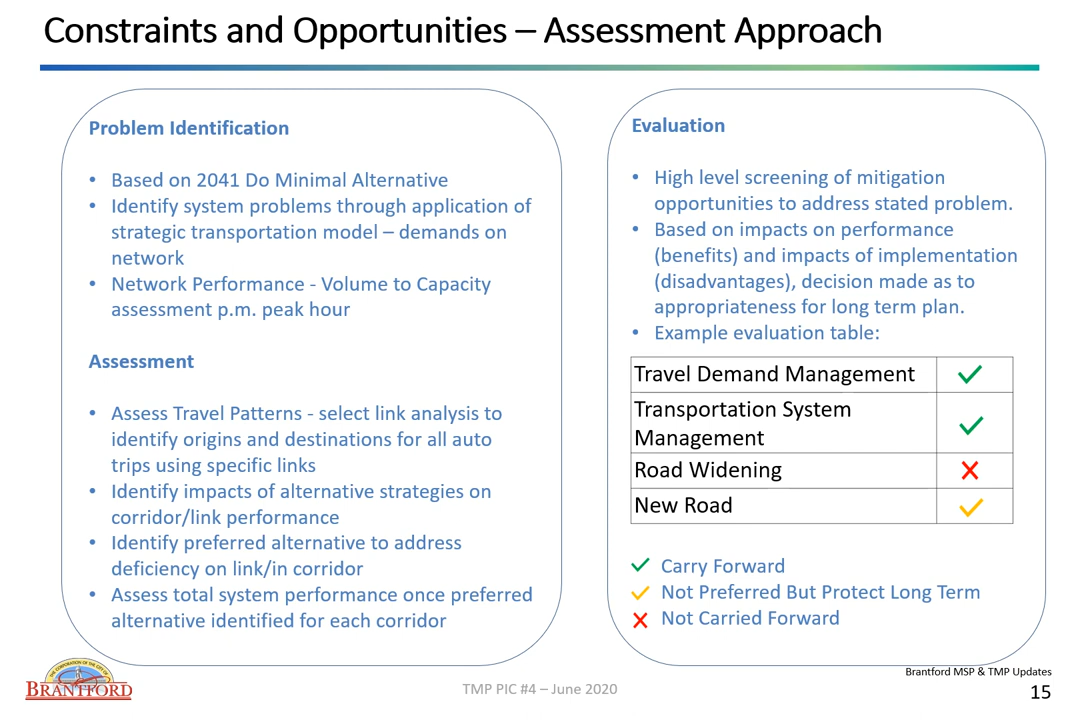 Constraints and Opportunities – Assessment Approach
Problem Identification
• Based on 2041 Do Minimal Alternative
• Identify system problems through application of
strategic transportation model – demands on
network
• Network Performance - Volume to Capacity
assessment p.m. peak hour
Assessment
• Assess Travel Patterns - select link analysis to
identify origins and destinations for all auto
trips using specific links
• Identify impacts of alternative strategies on
corridor/link performance
• Identify preferred alternative to address
deficiency on link/in corridor
• Assess total system performance once preferred
alternative identified for each corridor
Evaluation
• High level screening of mitigation
opportunities to address stated problem.
• Based on impacts on performance
(benefits) and impacts of implementation
(disadvantages), decision made as to
appropriateness for long term plan.
• Example evaluation table:
Travel Demand Management ✓
Transportation System
Management ✓
Road Widening ✗
New Road ✓
✓ Carry Forward
✓ Not Preferred But Protect Long Term
✗ Not Carried Forward
THE CORPORATION OF THE CITY OF
BRANTFORD
TMP PIC #4 – June 2020
Brantford MSP & TMP Updates
15